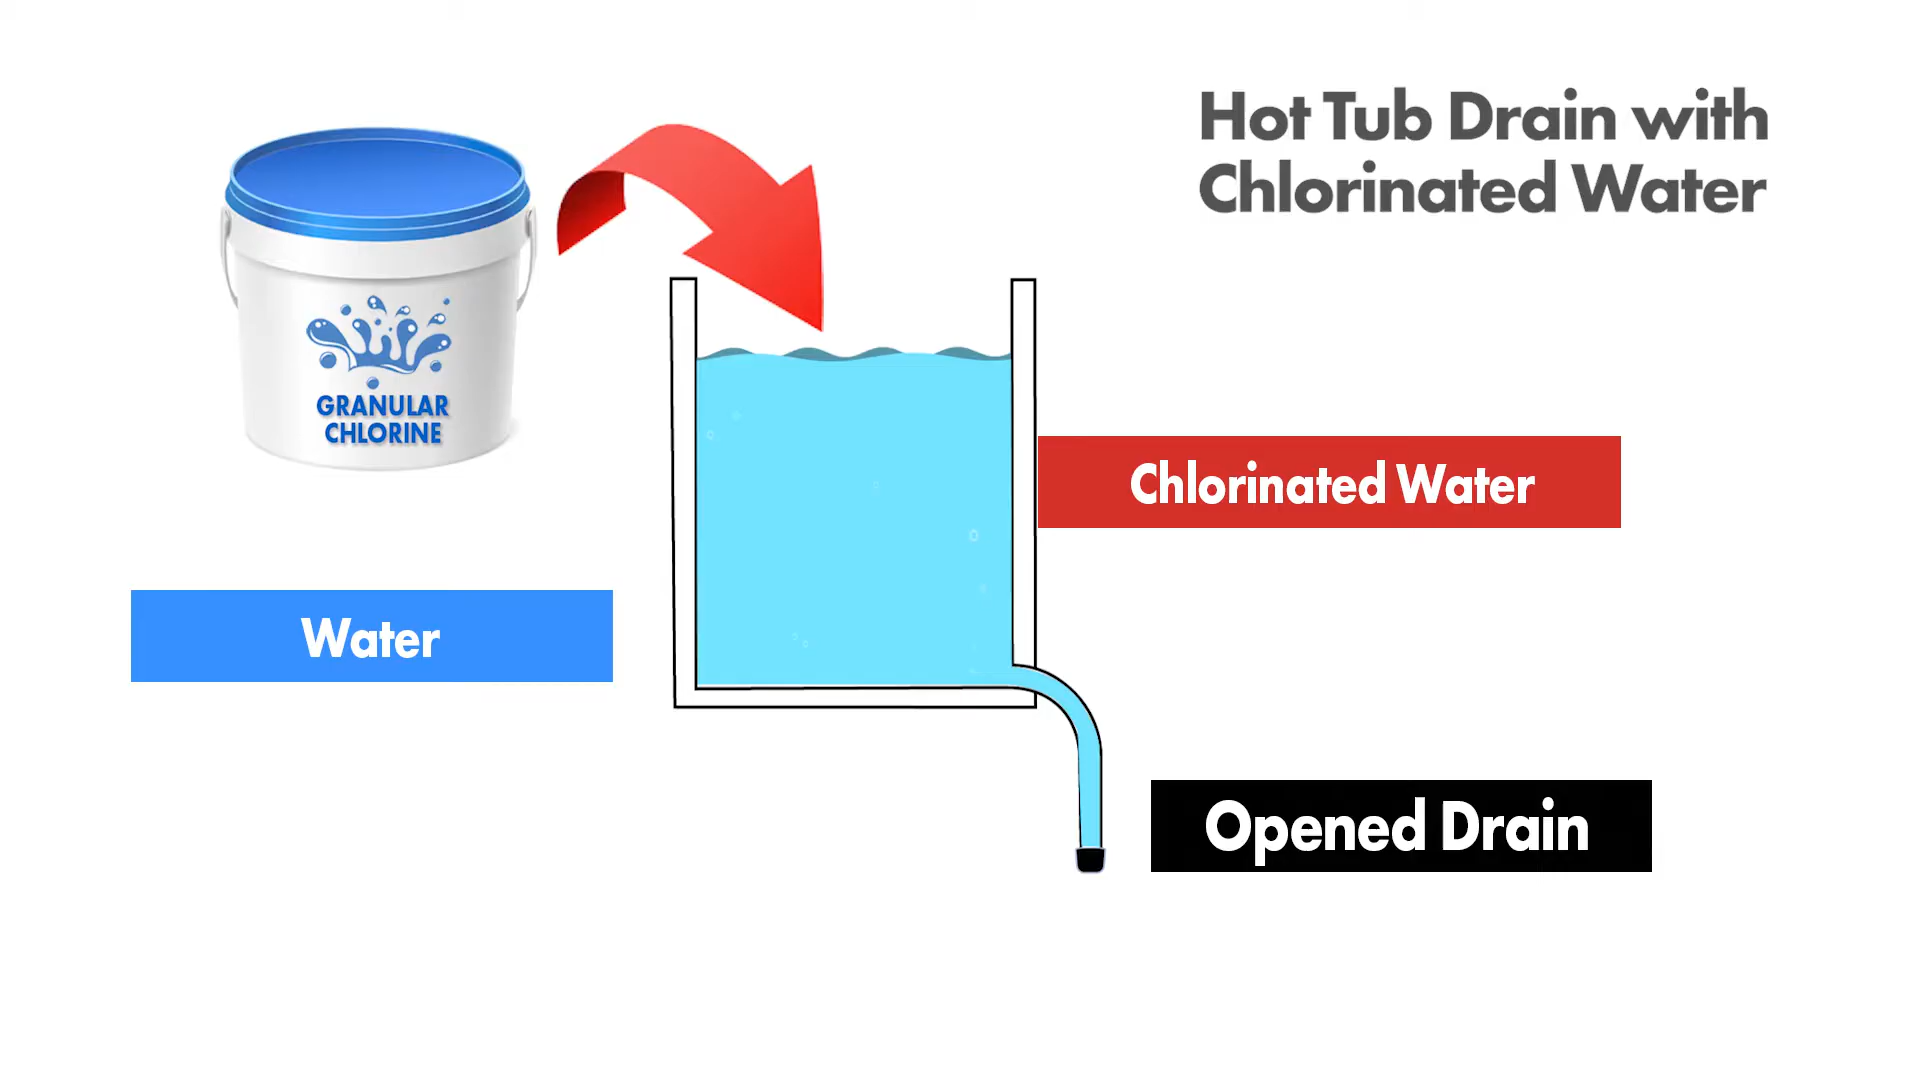 Hot Tub Drain with
Chlorinated Water
GRANULAR
CHLORINE
Chlorinated Water
Water
Opened Drain